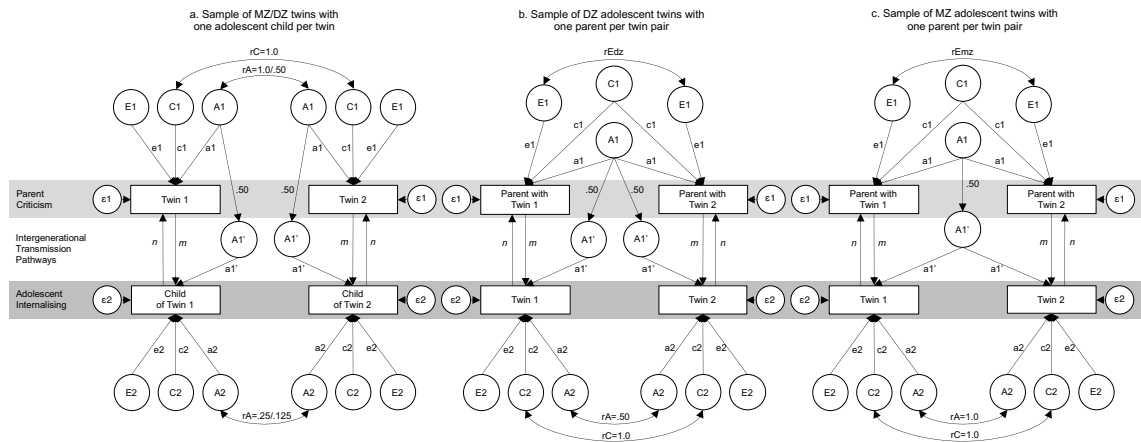 a. Sample of MZ/DZ twins with
one adolescent child per twin
b. Sample of DZ adolescent twins with
one parent per twin pair
c. Sample of MZ adolescent twins with
one parent per twin pair
rC=1.0
rEdz
rEmz
rA=1.0/.50
C1
C1
E1
C1
A1
A1
C1
E1
E1
E1
E1
E1
c1
c1
c1
c1
A1
A1
e1
c1
a1
a1
c1
e1
e1
e1
e1
e1
a1
a1
a1
a1
.50
.50
.50
.50
.50
Parent
Criticism
ε1
Twin 1
Twin 2
ε1
ε1
Parent with
Twin 1
Parent with
Twin 2
ε1
ε1
Parent with
Twin 1
Parent with
Twin 2
ε1
Intergenerational
Transmission
Pathways
n
m
A1'
A1'
m
n
n
m
A1'
A1'
m
n
n
m
A1'
m
n
a1'
a1'
a1'
a1'
a1'
a1'
Adolescent
Internalising
ε2
Child
of Twin 1
Child
of Twin 2
ε2
ε2
Twin 1
Twin 2
ε2
ε2
Twin 1
Twin 2
ε2
e2
c2
a2
a2
c2
e2
e2
c2
a2
a2
c2
e2
e2
c2
a2
a2
c2
e2
E2
C2
A2
A2
C2
E2
E2
C2
A2
A2
C2
E2
E2
C2
A2
A2
C2
E2
rA=.25/.125
rA=.50
rA=1.0
rC=1.0
rC=1.0